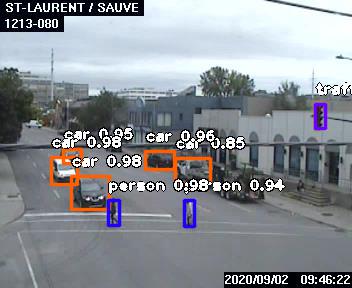 ST-LAURENT / SAUVE
1213-080
trai
car 0.95
car 0.98
car 0.96
car 0.85
car 0.98
person 0.98
son 0.94
2020/09/02 09:46:22